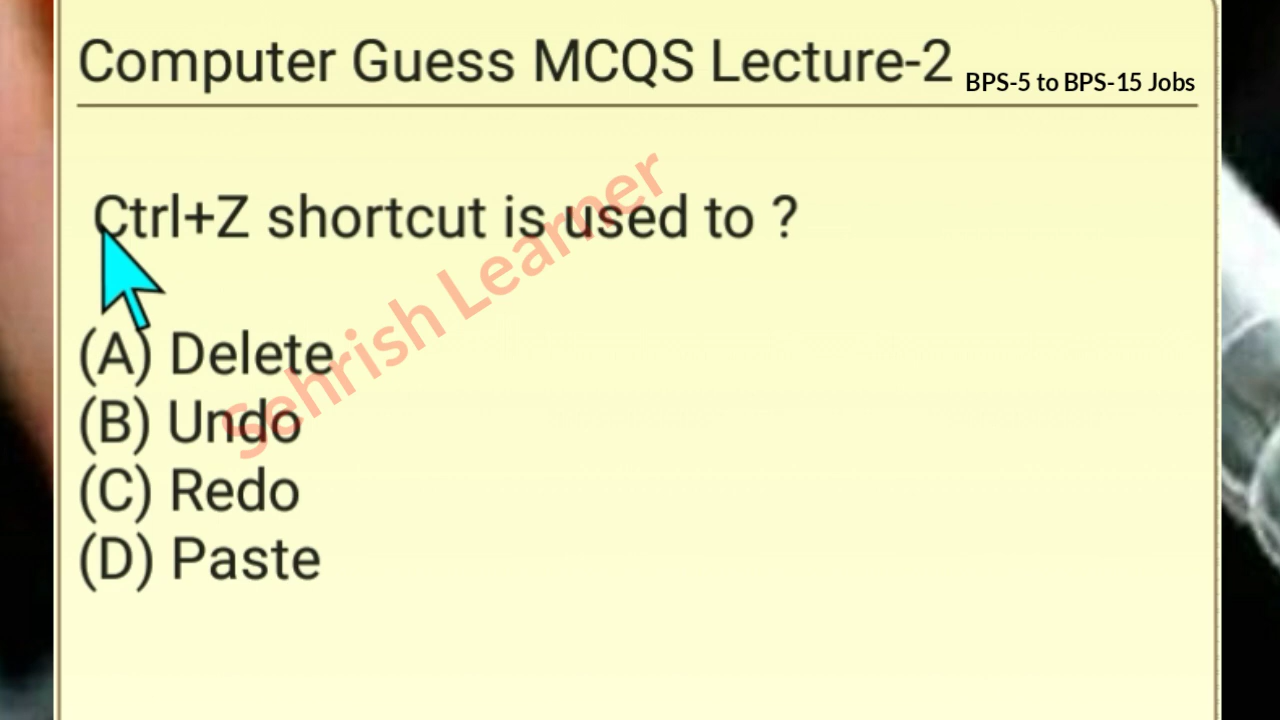 Computer Guess MCQS Lecture-2 BPS-5 to BPS-15 Jobs
Ctrl+Z shortcut is used to ?
Sehrish Learner
(A) Delete
(B) Undo
(C) Redo
(D) Paste